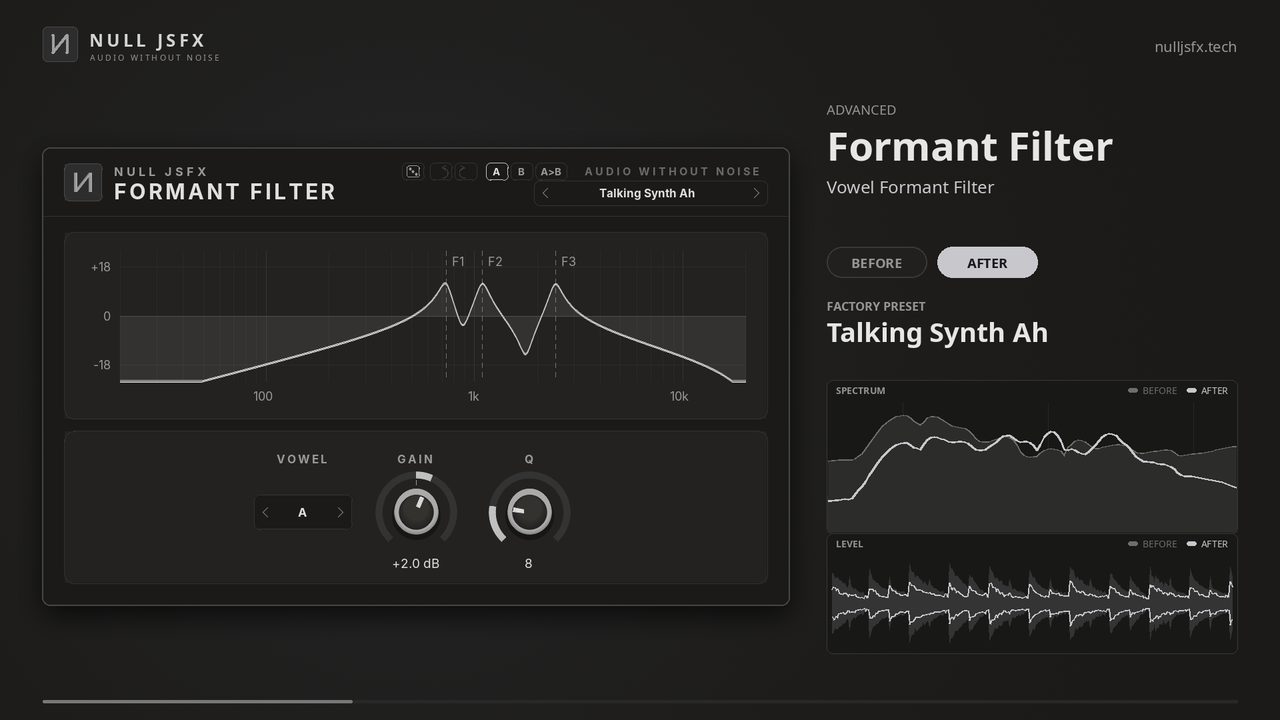 NULL JSFX
AUDIO WITHOUT NOISE
nulljsfx.tech
NULL JSFX
FORMANT FILTER
A B A>B AUDIO WITHOUT NOISE
Talking Synth Ah
F1 F2 F3
+18
0
-18
100 1k 10k
VOWEL GAIN Q
A
+2.0 dB 8
ADVANCED
Formant Filter
Vowel Formant Filter
BEFORE AFTER
FACTORY PRESET
Talking Synth Ah
SPECTRUM BEFORE AFTER
LEVEL BEFORE AFTER